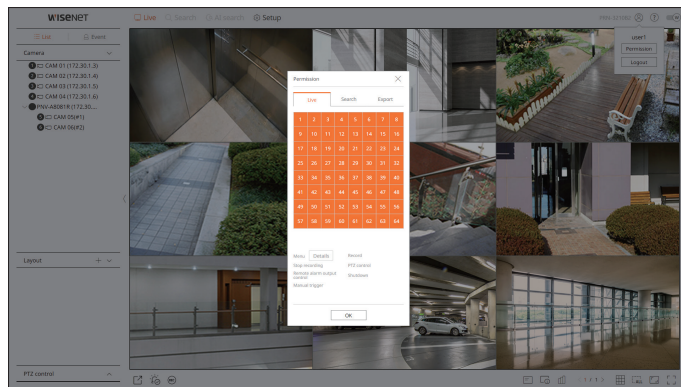 WISENET
Live Search AI search Setup
List Event
Camera
1 CAM 01 (172.30.1.3)
2 CAM 02 (172.30.1.4)
3 CAM 03 (172.30.1.5)
4 CAM 04 (172.30.1.6)
PNV-A8081R (172.30....
5 CAM 05(#1)
6 CAM 06(#2)
user1
Permission
Logout
Permission
Live Search Export
1 2 3 4 5 6 7 8
9 10 11 12 13 14 15 16
17 18 19 20 21 22 23 24
25 26 27 28 29 30 31 32
33 34 35 36 37 38 39 40
41 42 43 44 45 46 47 48
49 50 51 52 53 54 55 56
57 58 59 60 61 62 63 64
Menu Details Record
Stop recording PTZ control
Remote alarm output control Shutdown
Manual trigger
OK
Layout
PTZ control